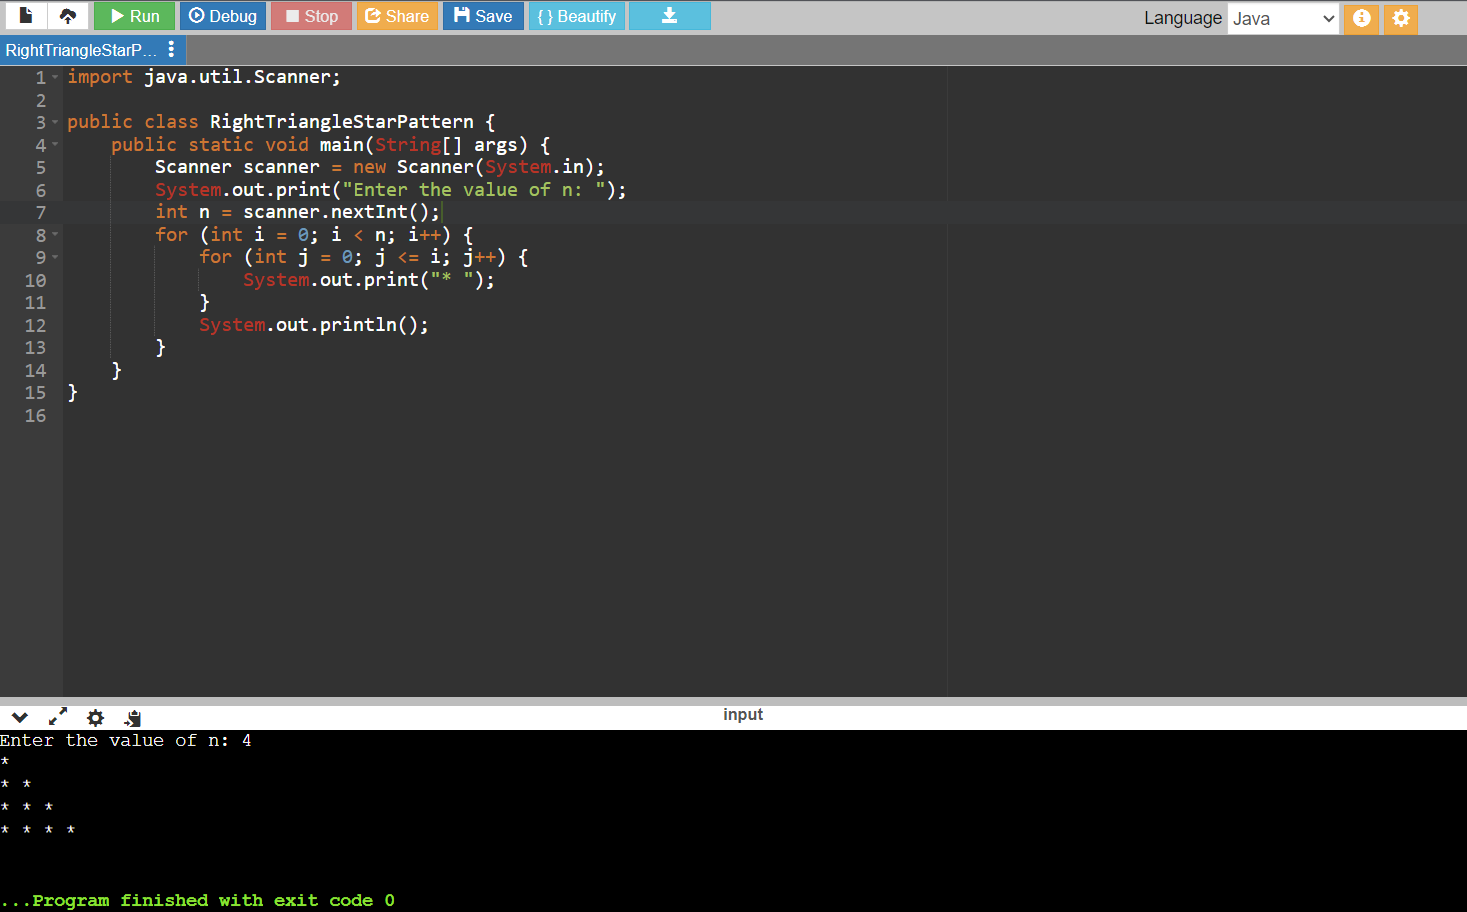 Run Debug Stop Share Save { } Beautify Language Java
RightTriangleStarP...
1 import java.util.Scanner;
2
3 public class RightTriangleStarPattern {
4     public static void main(String[] args) {
5         Scanner scanner = new Scanner(System.in);
6         System.out.print("Enter the value of n: ");
7         int n = scanner.nextInt();
8         for (int i = 0; i < n; i++) {
9             for (int j = 0; j <= i; j++) {
10                 System.out.print("* ");
11             }
12             System.out.println();
13         }
14     }
15 }
16
input
Enter the value of n: 4
*
* *
* * *
* * * *
...Program finished with exit code 0